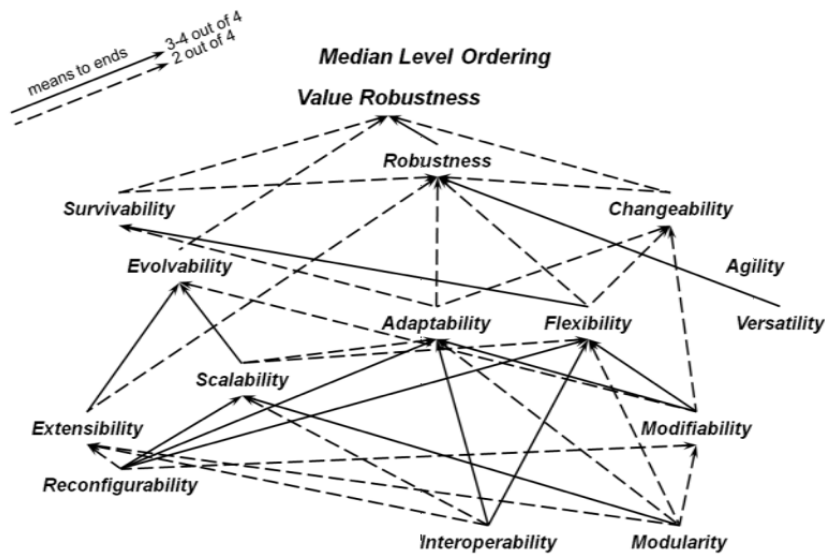 3-4 out of 4
means to ends
2 out of 4
Median Level Ordering
Value Robustness
Robustness
Survivability
Changeability
Evolvability
Agility
Adaptability
Flexibility
Versatility
Scalability
Extensibility
Modifiability
Reconfigurability
Interoperability
Modularity